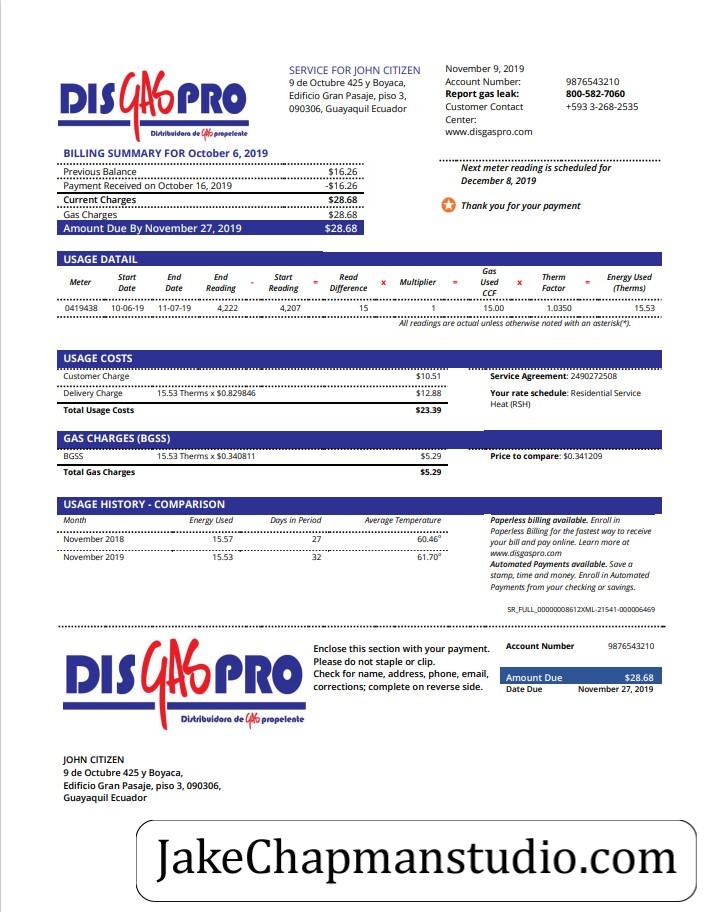 DISGASPRO
Distribuidora de Gas propelente
SERVICE FOR JOHN CITIZEN
9 de Octubre 425 y Boyaca,
Edificio Gran Pasaje, piso 3,
090306, Guayaquil Ecuador
November 9, 2019
Account Number: 9876543210
Report gas leak: 800-582-7060
Customer Contact Center: +593 3-268-2535
www.disgaspro.com
BILLING SUMMARY FOR October 6, 2019
Previous Balance $16.26
Payment Received on October 16, 2019 -$16.26
Current Charges $28.68
Gas Charges $28.68
Amount Due By November 27, 2019 $28.68
Next meter reading is scheduled for
December 8, 2019
Thank you for your payment
USAGE DATAIL
Meter Start Date End Date End Reading - Start Reading = Read Difference x Multiplier = Gas Used CCF x Therm Factor = Energy Used (Therms)
0419438 10-06-19 11-07-19 4,222 4,207 15 1 15.00 1.0350 15.53
All readings are actual unless otherwise noted with an asterisk(*).
USAGE COSTS
Customer Charge $10.51
Delivery Charge 15.53 Therms x $0.829846 $12.88
Total Usage Costs $23.39
Service Agreement: 2490272508
Your rate schedule: Residential Service
Heat (RSH)
GAS CHARGES (BGSS)
BGSS 15.53 Therms x $0.340811 $5.29
Total Gas Charges $5.29
Price to compare: $0.341209
USAGE HISTORY - COMPARISON
Month Energy Used Days in Period Average Temperature
November 2018 15.57 27 60.46°
November 2019 15.53 32 61.70°
Paperless billing available. Enroll in
Paperless Billing for the fastest way to receive
your bill and pay online. Learn more at
www.disgaspro.com
Automated Payments available. Save a
stamp, time and money. Enroll in Automated
Payments from your checking or savings.
SR_FULL_00000008612XML-21541-000006469
DISGASPRO
Distribuidora de Gas propelente
Enclose this section with your payment.
Please do not staple or clip.
Check for name, address, phone, email,
corrections; complete on reverse side.
Account Number 9876543210
Amount Due $28.68
Date Due November 27, 2019
JOHN CITIZEN
9 de Octubre 425 y Boyaca,
Edificio Gran Pasaje, piso 3, 090306,
Guayaquil Ecuador
JakeChapmanstudio.com